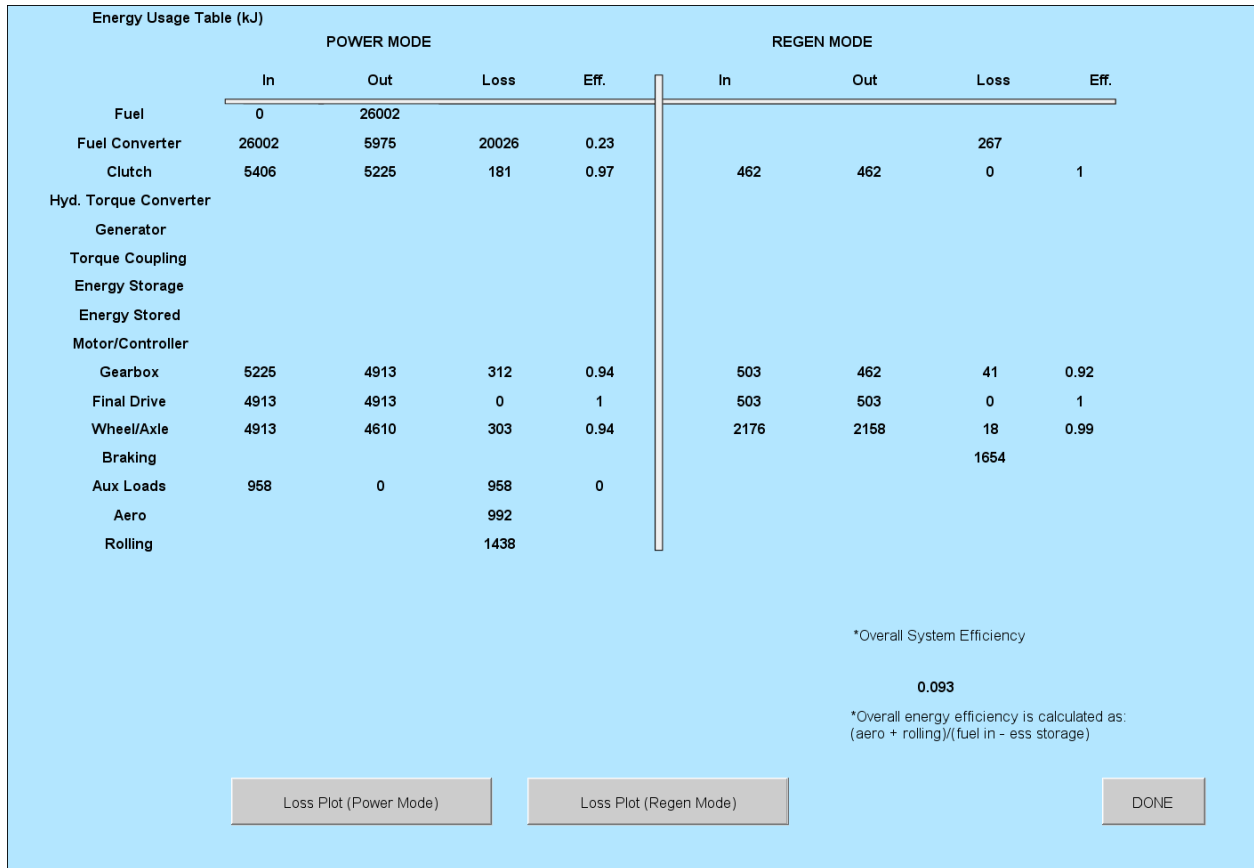 Energy Usage Table (kJ)
POWER MODE REGEN MODE
In Out Loss Eff. In Out Loss Eff.
Fuel 0 26002
Fuel Converter 26002 5975 20026 0.23 267
Clutch 5406 5225 181 0.97 462 462 0 1
Hyd. Torque Converter
Generator
Torque Coupling
Energy Storage
Energy Stored
Motor/Controller
Gearbox 5225 4913 312 0.94 503 462 41 0.92
Final Drive 4913 4913 0 1 503 503 0 1
Wheel/Axle 4913 4610 303 0.94 2176 2158 18 0.99
Braking 1654
Aux Loads 958 0 958 0
Aero 992
Rolling 1438
*Overall System Efficiency
0.093
*Overall energy efficiency is calculated as:
(aero + rolling)/(fuel in - ess storage)
Loss Plot (Power Mode) Loss Plot (Regen Mode) DONE